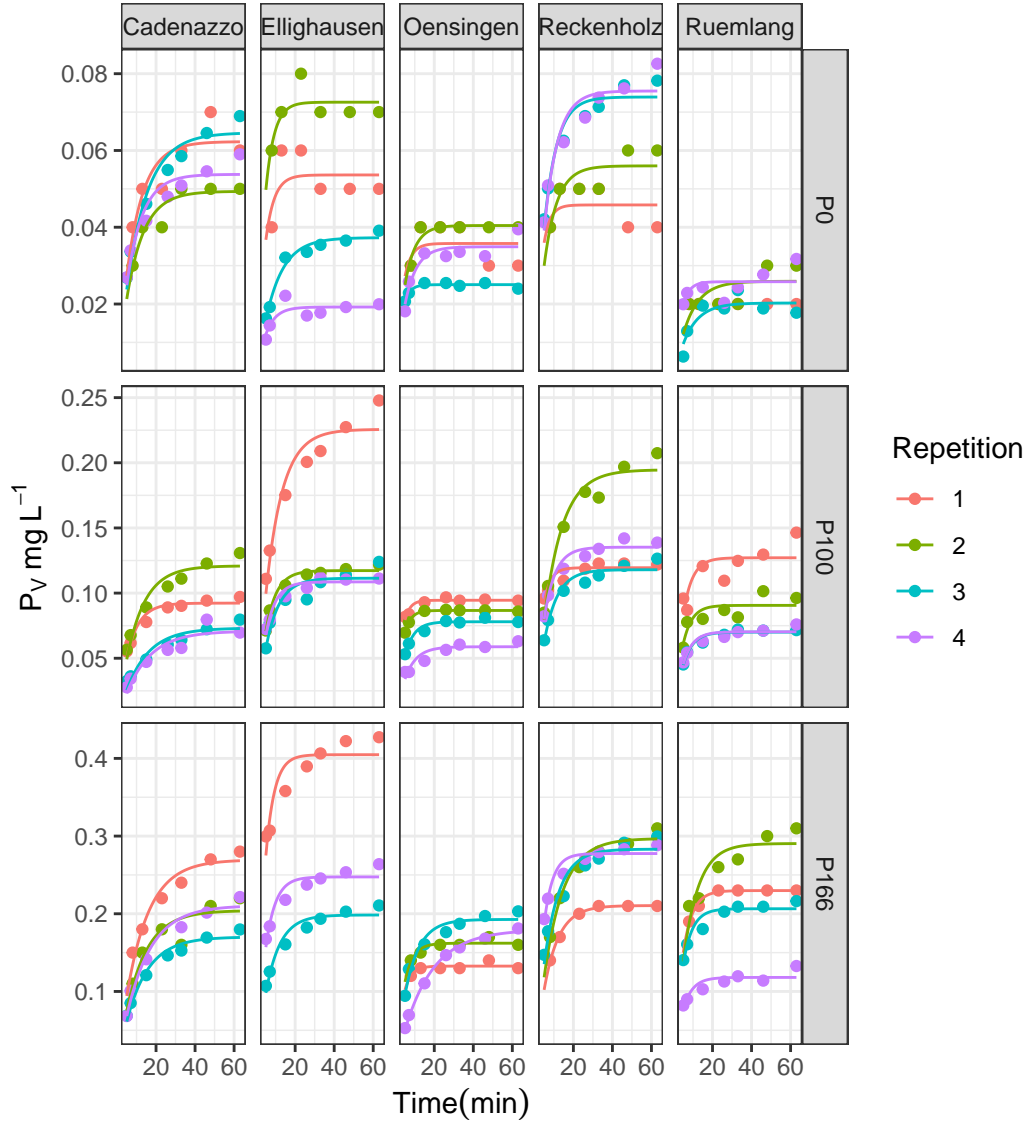 Cadenazzo Ellighausen Oensingen Reckenholz Ruemlang
0.08
0.06
0.04
0.02
P0
0.25
0.20
0.15
0.10
0.05
P100
0.4
0.3
0.2
0.1
P166
20 40 60 20 40 60 20 40 60 20 40 60 20 40 60
Time(min)
P_V mg L⁻¹
Repetition
1
2
3
4